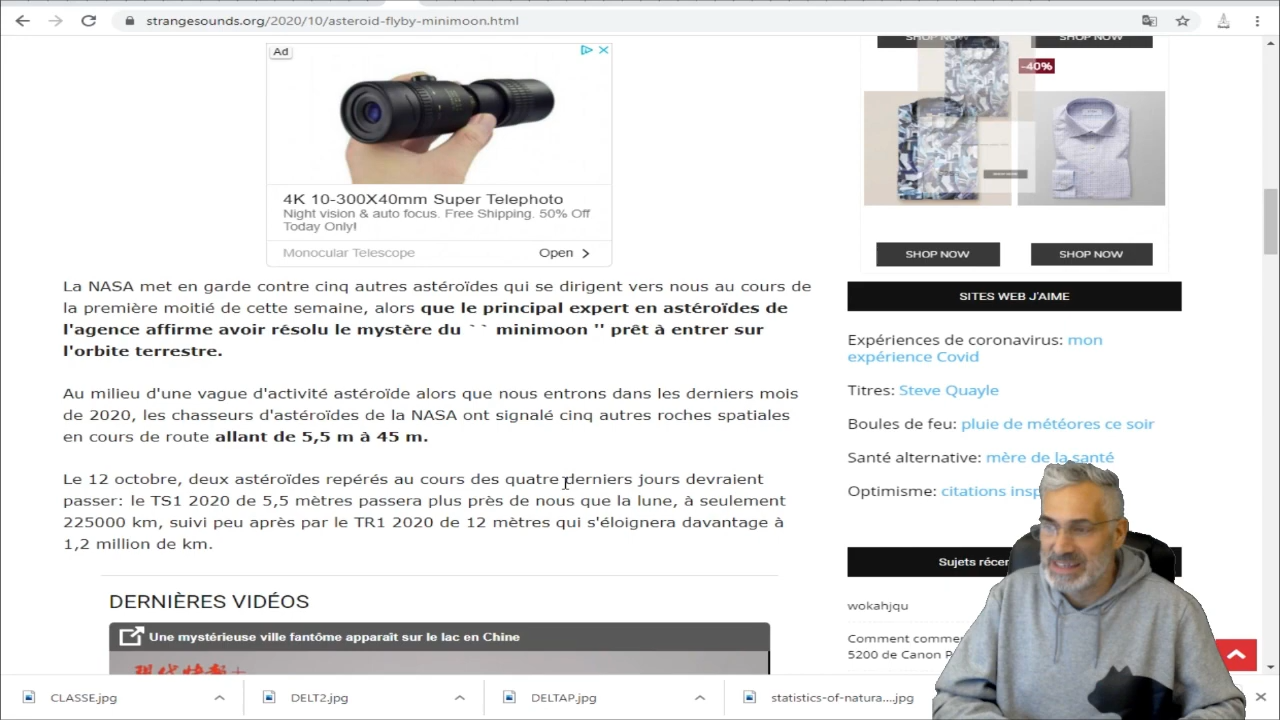 strangesounds.org/2020/10/asteroid-flyby-minimoon.html
SHOP NOW
SHOP NOW
Ad
-40%
4K 10-300X40mm Super Telephoto
Night vision & auto focus. Free Shipping. 50% Off
Today Only!
Monocular Telescope
Open
SHOP NOW
SHOP NOW
La NASA met en garde contre cinq autres astéroïdes qui se dirigent vers nous au cours de
la première moitié de cette semaine, alors que le principal expert en astéroïdes de
l'agence affirme avoir résolu le mystère du ` ` minimoon '' prêt à entrer sur
l'orbite terrestre.
Au milieu d'une vague d'activité astéroïde alors que nous entrons dans les derniers mois
de 2020, les chasseurs d'astéroïdes de la NASA ont signalé cinq autres roches spatiales
en cours de route allant de 5,5 m à 45 m.
Le 12 octobre, deux astéroïdes repérés au cours des quatre derniers jours devraient
passer: le TS1 2020 de 5,5 mètres passera plus près de nous que la lune, à seulement
225000 km, suivi peu après par le TR1 2020 de 12 mètres qui s'éloignera davantage à
1,2 million de km.
DERNIÈRES VIDÉOS
Une mystérieuse ville fantôme apparaît sur le lac en Chine
现代快报+
SITES WEB J'AIME
Expériences de coronavirus: mon
expérience Covid
Titres: Steve Quayle
Boules de feu: pluie de météores ce soir
Santé alternative: mère de la santé
Optimisme: citations insp
Sujets récen
wokahjqu
Comment comme
5200 de Canon P
CLASSE.jpg
DELT2.jpg
DELTAP.jpg
statistics-of-natura....jpg